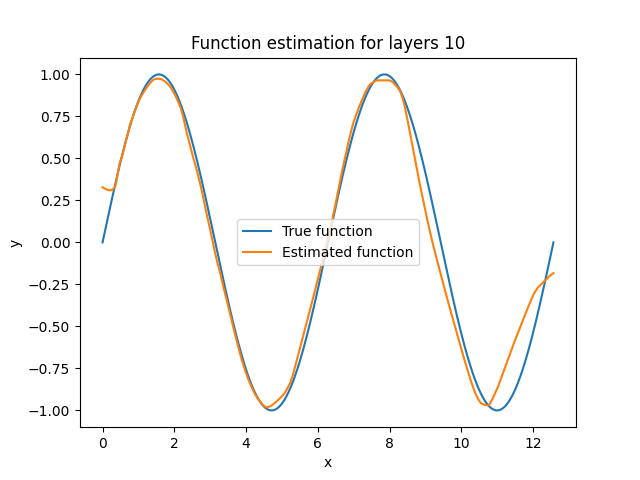 Function estimation for layers 10
1.00
0.75
0.50
0.25
0.00
−0.25
−0.50
−0.75
−1.00
y
True function
Estimated function
0 2 4 6 8 10 12
x